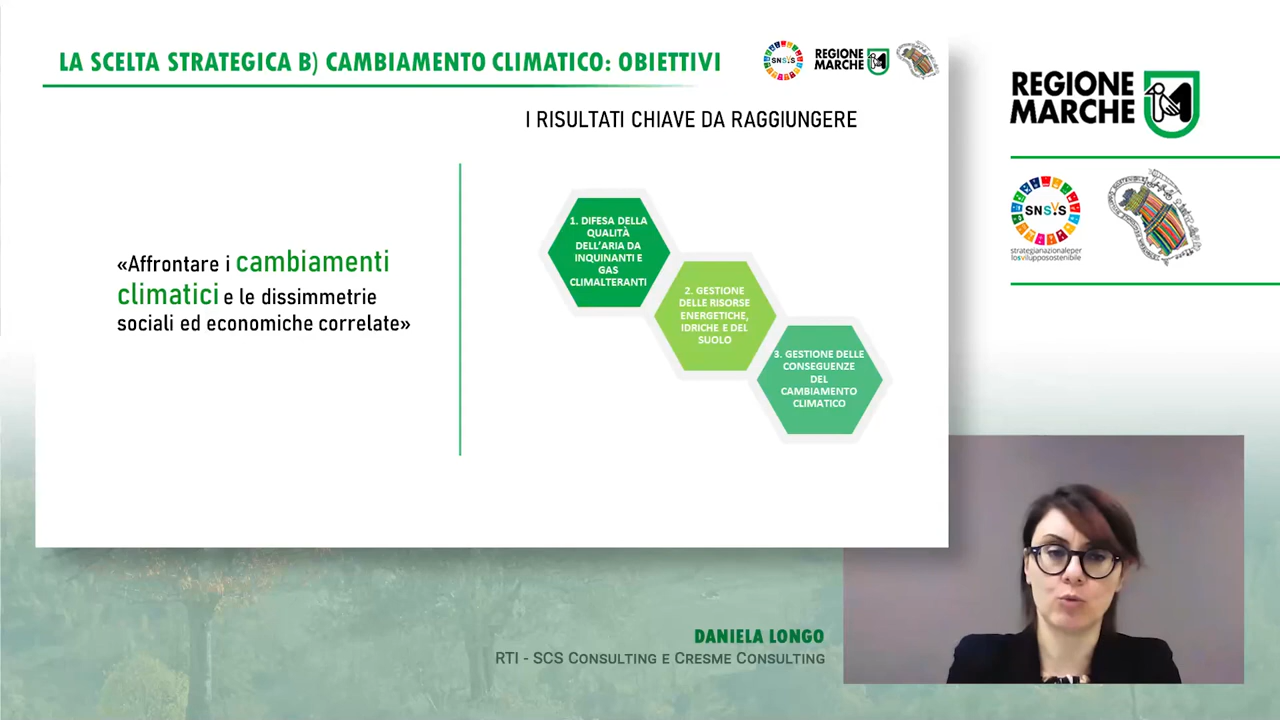 LA SCELTA STRATEGICA B) CAMBIAMENTO CLIMATICO: OBIETTIVI
SNSvS
REGIONE
MARCHE
I RISULTATI CHIAVE DA RAGGIUNGERE
«Affrontare i cambiamenti
climatici e le dissimmetrie
sociali ed economiche correlate»
1. DIFESA DELLA
QUALITÀ
DELL'ARIA DA
INQUINANTI E
GAS
CLIMALTERANTI
2. GESTIONE
DELLE RISORSE
ENERGETICHE,
IDRICHE E DEL
SUOLO
3. GESTIONE DELLE
CONSEGUENZE
DEL
CAMBIAMENTO
CLIMATICO
REGIONE
MARCHE
SNSvS
strategianazionaleper
losvilupposostenibile
DANIELA LONGO
RTI - SCS CONSULTING E CRESME CONSULTING